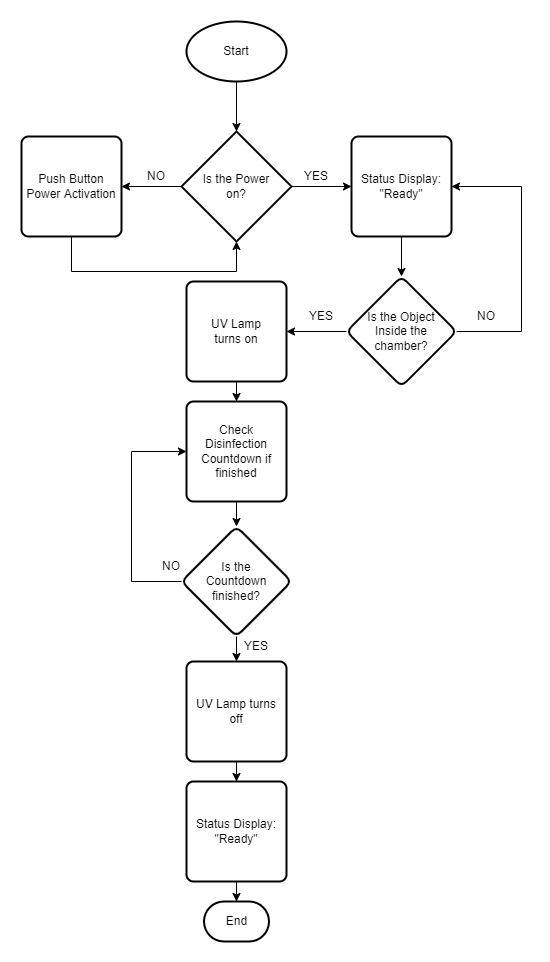 Start
Is the Power
on?
NO
Push Button
Power Activation
YES
Status Display:
"Ready"
Is the Object
Inside the
chamber?
NO
YES
UV Lamp
turns on
Check
Disinfection
Countdown if
finished
Is the
Countdown
finished?
NO
YES
UV Lamp turns
off
Status Display:
"Ready"
End